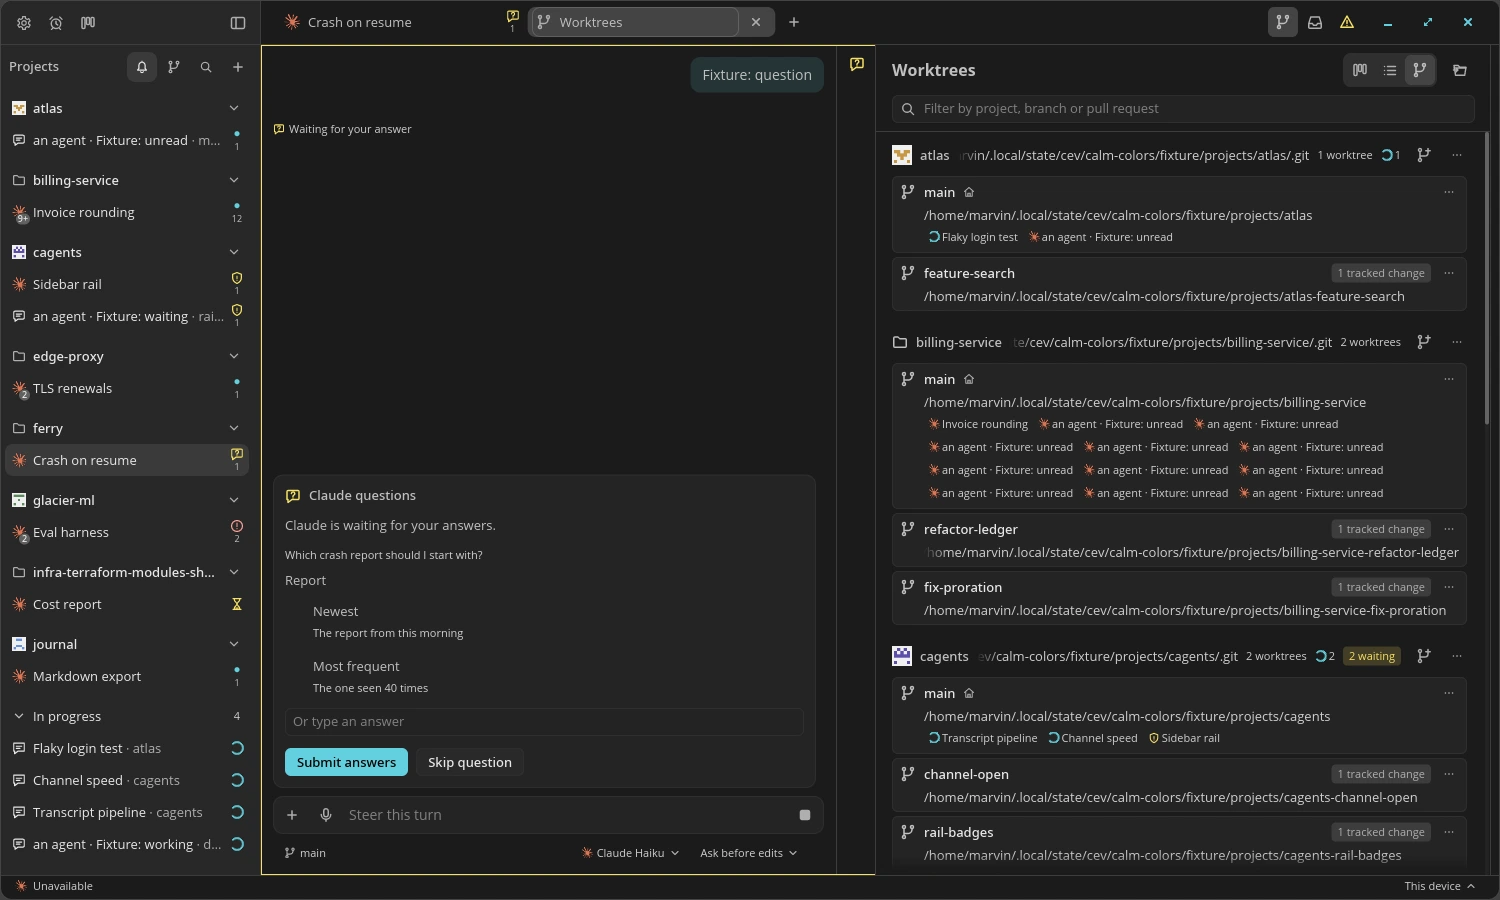 Crash on resume
1
Worktrees
Projects
atlas
an agent · Fixture: unread · m...
1
billing-service
9+
Invoice rounding
12
cagents
Sidebar rail
1
an agent · Fixture: waiting · rai...
1
edge-proxy
2
TLS renewals
1
ferry
Crash on resume
1
glacier-ml
2
Eval harness
2
infra-terraform-modules-sh...
Cost report
journal
Markdown export
1
In progress
4
Flaky login test · atlas
Channel speed · cagents
Transcript pipeline · cagents
an agent · Fixture: working · d...
Unavailable
Fixture: question
Waiting for your answer
Claude questions
Claude is waiting for your answers.
Which crash report should I start with?
Report
Newest
The report from this morning
Most frequent
The one seen 40 times
Or type an answer
Submit answers
Skip question
Steer this turn
main
Claude Haiku
Ask before edits
Worktrees
Filter by project, branch or pull request
atlas
rvin/.local/state/cev/calm-colors/fixture/projects/atlas/.git
1 worktree
1
main
/home/marvin/.local/state/cev/calm-colors/fixture/projects/atlas
Flaky login test
an agent · Fixture: unread
feature-search
1 tracked change
/home/marvin/.local/state/cev/calm-colors/fixture/projects/atlas-feature-search
billing-service
te/cev/calm-colors/fixture/projects/billing-service/.git
2 worktrees
main
/home/marvin/.local/state/cev/calm-colors/fixture/projects/billing-service
Invoice rounding an agent · Fixture: unread an agent · Fixture: unread
an agent · Fixture: unread an agent · Fixture: unread an agent · Fixture: unread
an agent · Fixture: unread an agent · Fixture: unread an agent · Fixture: unread
an agent · Fixture: unread an agent · Fixture: unread an agent · Fixture: unread
refactor-ledger
1 tracked change
home/marvin/.local/state/cev/calm-colors/fixture/projects/billing-service-refactor-ledger
fix-proration
1 tracked change
/home/marvin/.local/state/cev/calm-colors/fixture/projects/billing-service-fix-proration
cagents
ev/calm-colors/fixture/projects/cagents/.git
2 worktrees
2
2 waiting
main
/home/marvin/.local/state/cev/calm-colors/fixture/projects/cagents
Transcript pipeline Channel speed Sidebar rail
channel-open
1 tracked change
/home/marvin/.local/state/cev/calm-colors/fixture/projects/cagents-channel-open
rail-badges
1 tracked change
/home/marvin/.local/state/cev/calm-colors/fixture/projects/cagents-rail-badges
This device